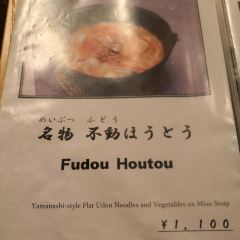 めいぶつ ふどう
名物 不動ほうとう
Fudou Houtou
Yamanashi-style Flat Udon Noodles and Vegetables on Miso Soup
¥1,100